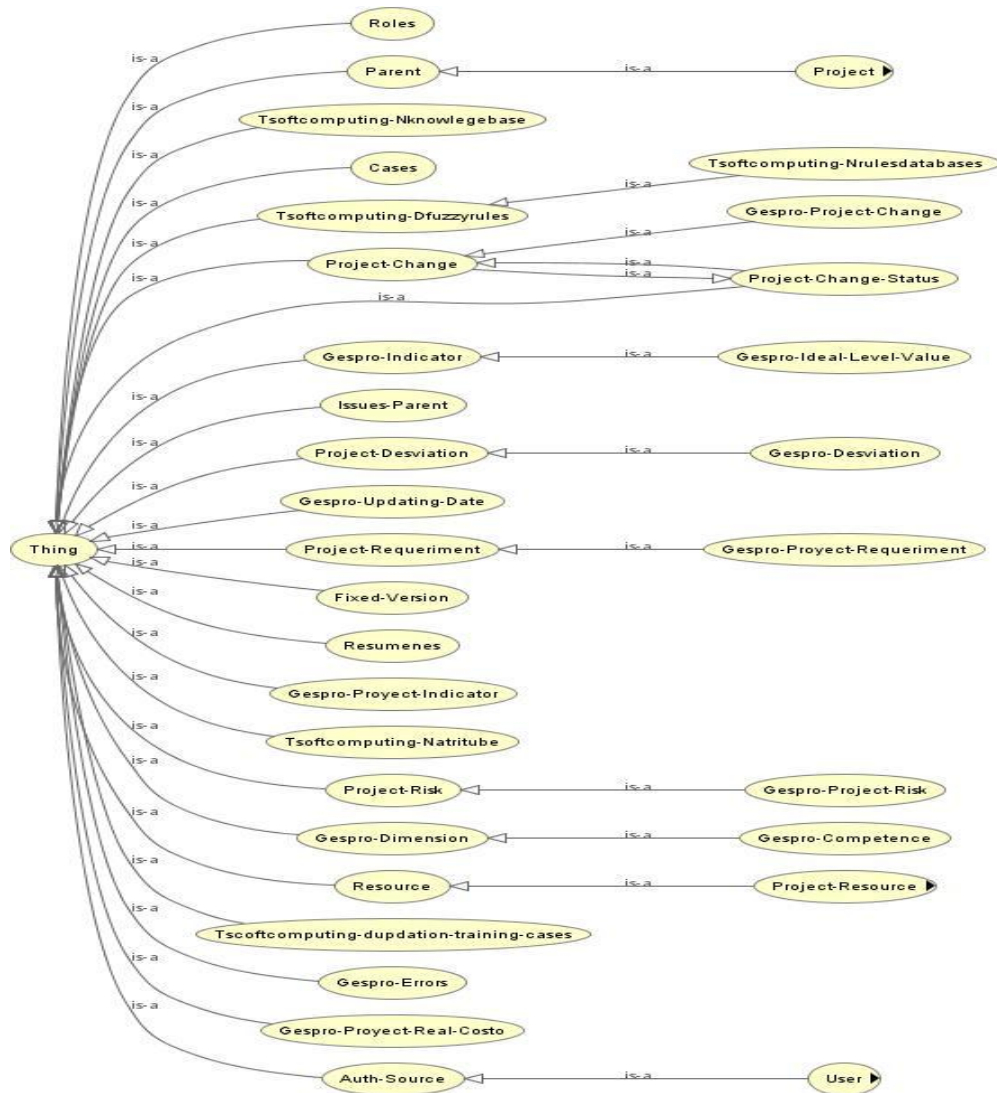 Roles
is-a
Parent
is-a
Project
is-a
Tsoftcomputing-Nknowlegebase
is-a
Cases
is-a
Tsoftcomputing-Nrulesdatabases
is-a
Tsoftcomputing-Dfuzzyrules
is-a
Gespro-Project-Change
is-a
Project-Change
is-a
is-a
is-a
Project-Change-Status
is-a
Gespro-Indicator
is-a
Gespro-Ideal-Level-Value
is-a
Issues-Parent
is-a
Project-Desviation
is-a
Gespro-Desviation
is-a
Gespro-Updating-Date
is-a
Thing
is-a
Project-Requeriment
is-a
Gespro-Proyect-Requeriment
is-a
Fixed-Version
is-a
Resumenes
is-a
Gespro-Proyect-Indicator
is-a
Tsoftcomputing-Natritube
is-a
Project-Risk
is-a
Gespro-Project-Risk
is-a
Gespro-Dimension
is-a
Gespro-Competence
is-a
Resource
is-a
Project-Resource
is-a
Tscoftcomputing-dupdation-training-cases
is-a
Gespro-Errors
is-a
Gespro-Proyect-Real-Costo
is-a
Auth-Source
is-a
User